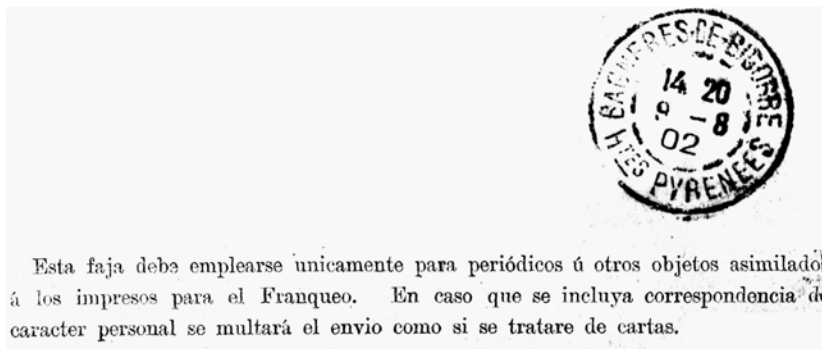 BAGNERES-DE-BIGORRE
14 20
9 -8
02
HTES PYRENEES
Esta faja debe emplearse unicamente para periódicos ú otros objetos asimilado
á los impresos para el Franqueo. En caso que se incluya correspondencia de
caracter personal se multará el envio como si se tratare de cartas.